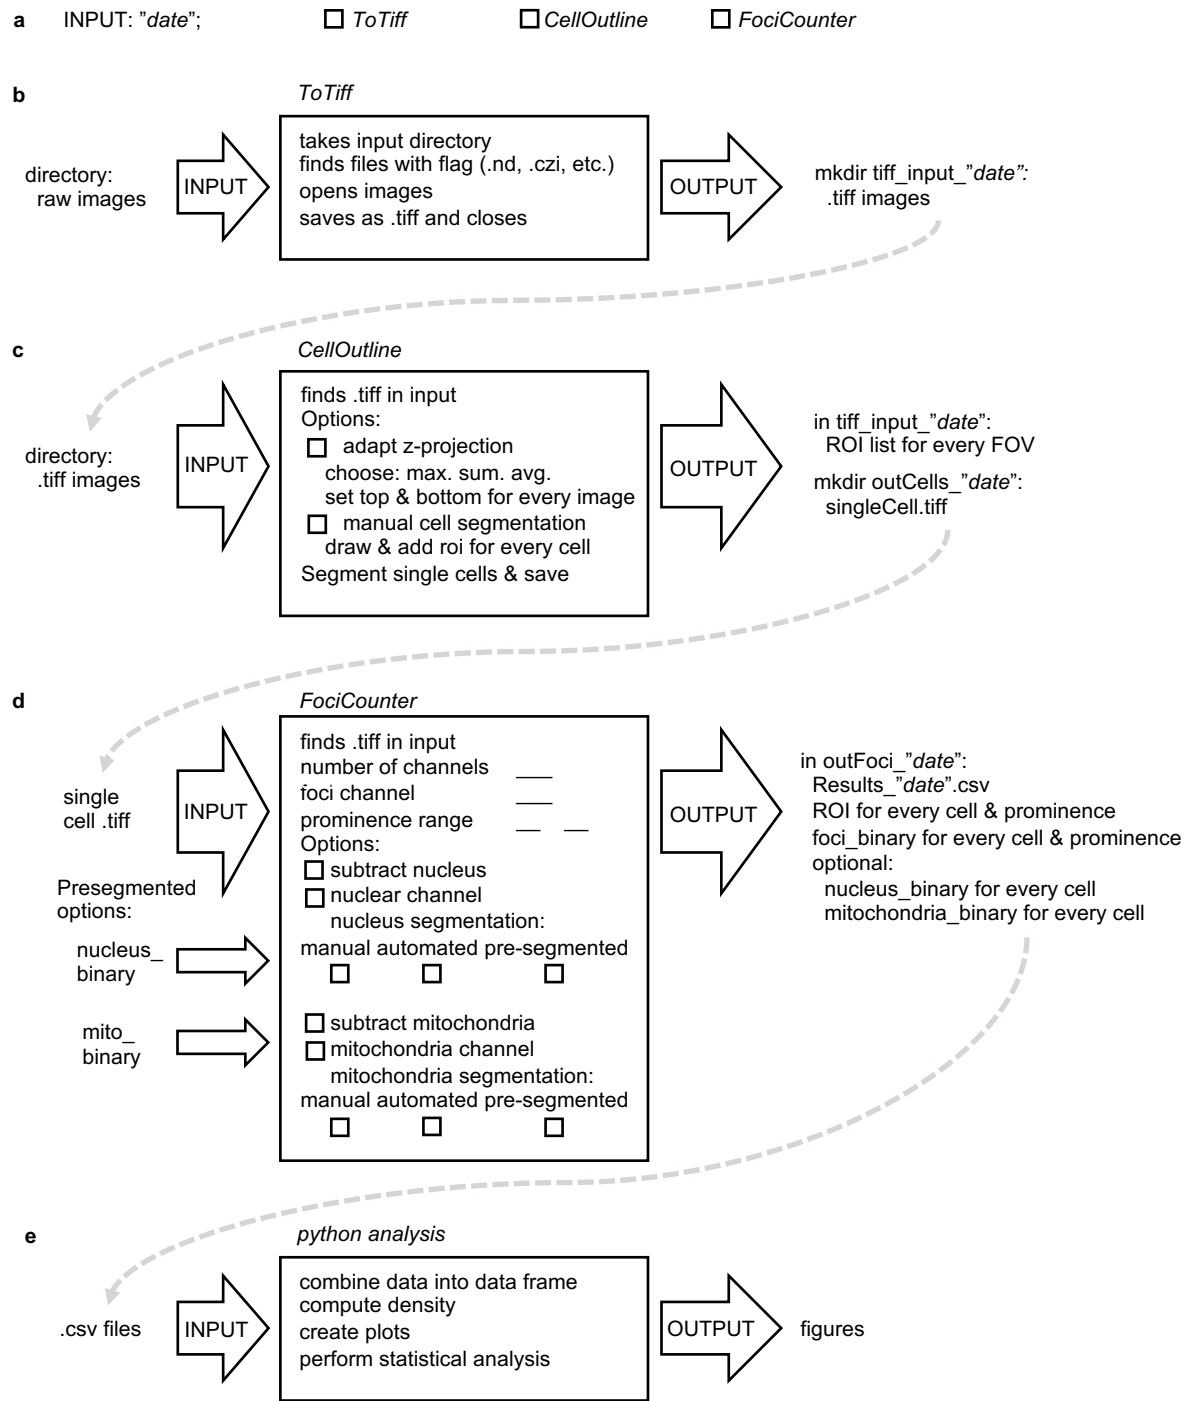 a INPUT: ”date”; ToTiff CellOutline FociCounter
b
ToTiff
directory:
raw images
INPUT
takes input directory
finds files with flag (.nd, .czi, etc.)
opens images
saves as .tiff and closes
OUTPUT
mkdir tiff_input_”date”:
.tiff images
c
CellOutline
directory:
.tiff images
INPUT
finds .tiff in input
Options:
adapt z-projection
choose: max. sum. avg.
set top & bottom for every image
manual cell segmentation
draw & add roi for every cell
Segment single cells & save
OUTPUT
in tiff_input_”date”:
ROI list for every FOV
mkdir outCells_”date”:
singleCell.tiff
d
FociCounter
single
cell .tiff
INPUT
Presegmented
options:
nucleus_
binary
mito_
binary
finds .tiff in input
number of channels ___
foci channel ___
prominence range __ __
Options:
subtract nucleus
nuclear channel
nucleus segmentation:
manual automated pre-segmented
subtract mitochondria
mitochondria channel
mitochondria segmentation:
manual automated pre-segmented
OUTPUT
in outFoci_”date”:
Results_”date”.csv
ROI for every cell & prominence
foci_binary for every cell & prominence
optional:
nucleus_binary for every cell
mitochondria_binary for every cell
e
python analysis
.csv files
INPUT
combine data into data frame
compute density
create plots
perform statistical analysis
OUTPUT
figures